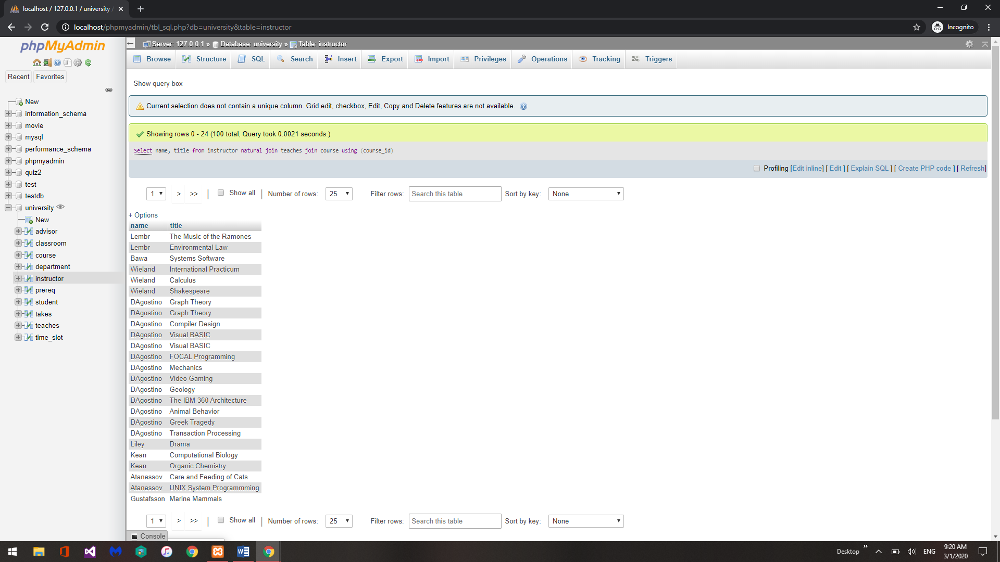 localhost / 127.0.0.1 / university /
localhost/phpmyadmin/tbl_sql.php?db=university&table=instructor
Incognito
phpMyAdmin
Recent Favorites
New
information_schema
movie
mysql
performance_schema
phpmyadmin
quiz2
test
testdb
university
New
advisor
classroom
course
department
instructor
prereq
student
takes
teaches
time_slot
Server: 127.0.0.1 » Database: university » Table: instructor
Browse Structure SQL Search Insert Export Import Privileges Operations Tracking Triggers
Show query box
Current selection does not contain a unique column. Grid edit, checkbox, Edit, Copy and Delete features are not available.
Showing rows 0 - 24 (100 total, Query took 0.0021 seconds.)
Select name, title from instructor natural join teaches join course using (course_id)
Profiling [Edit inline] [ Edit ] [ Explain SQL ] [ Create PHP code ] [ Refresh]
1 > >> | Show all | Number of rows: 25 Filter rows: Search this table Sort by key: None
+ Options
name title
Lembr The Music of the Ramones
Lembr Environmental Law
Bawa Systems Software
Wieland International Practicum
Wieland Calculus
Wieland Shakespeare
DAgostino Graph Theory
DAgostino Graph Theory
DAgostino Compiler Design
DAgostino Visual BASIC
DAgostino Visual BASIC
DAgostino FOCAL Programming
DAgostino Mechanics
DAgostino Video Gaming
DAgostino Geology
DAgostino The IBM 360 Architecture
DAgostino Animal Behavior
DAgostino Greek Tragedy
DAgostino Transaction Processing
Liley Drama
Kean Computational Biology
Kean Organic Chemistry
Atanassov Care and Feeding of Cats
Atanassov UNIX System Programmming
Gustafsson Marine Mammals
1 > >> | Show all | Number of rows: 25 Filter rows: Search this table Sort by key: None
Console
Desktop » ENG 9:20 AM
3/1/2020